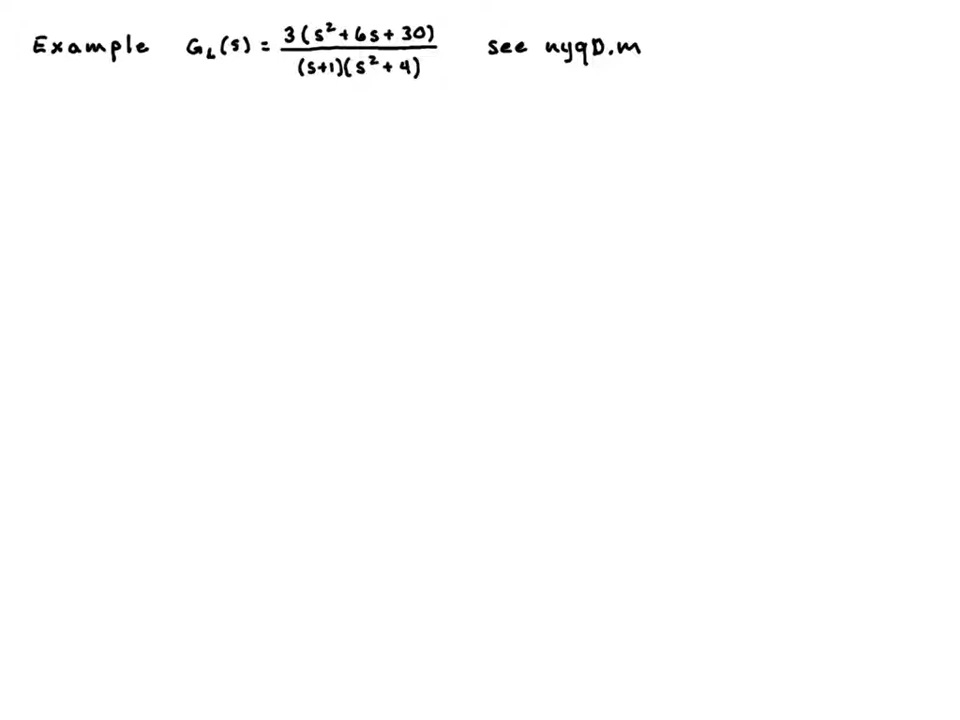 Example G_L(s) = 3(s²+6s+30) / (s+1)(s²+4) see nyqD.m